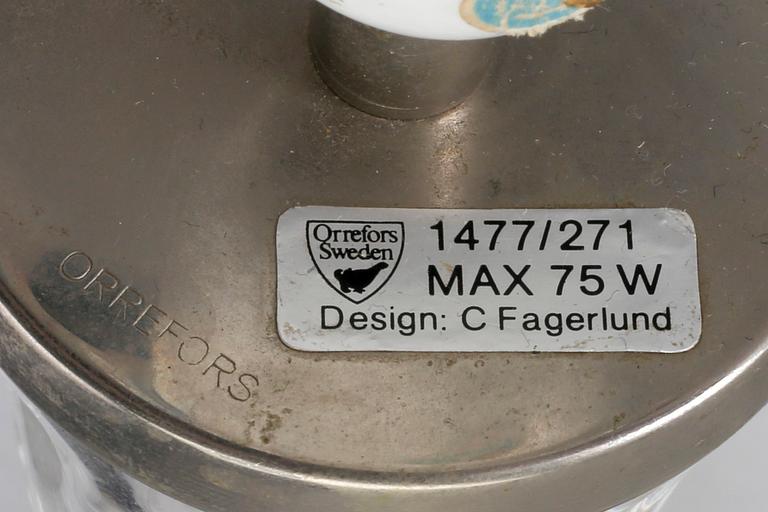 Orrefors
Sweden
1477/271
MAX 75 W
Design: C Fagerlund
ORREFORS